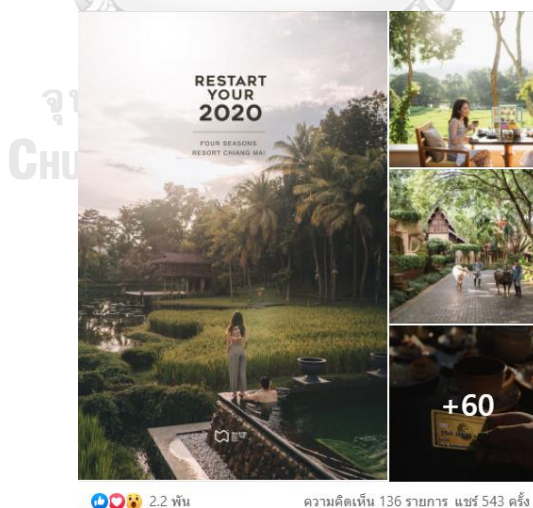 RESTART
YOUR
2020
FOUR SEASONS
RESORT CHIANG MAI
+60
2.2 พัน
ความคิดเห็น 136 รายการ แชร์ 543 ครั้ง